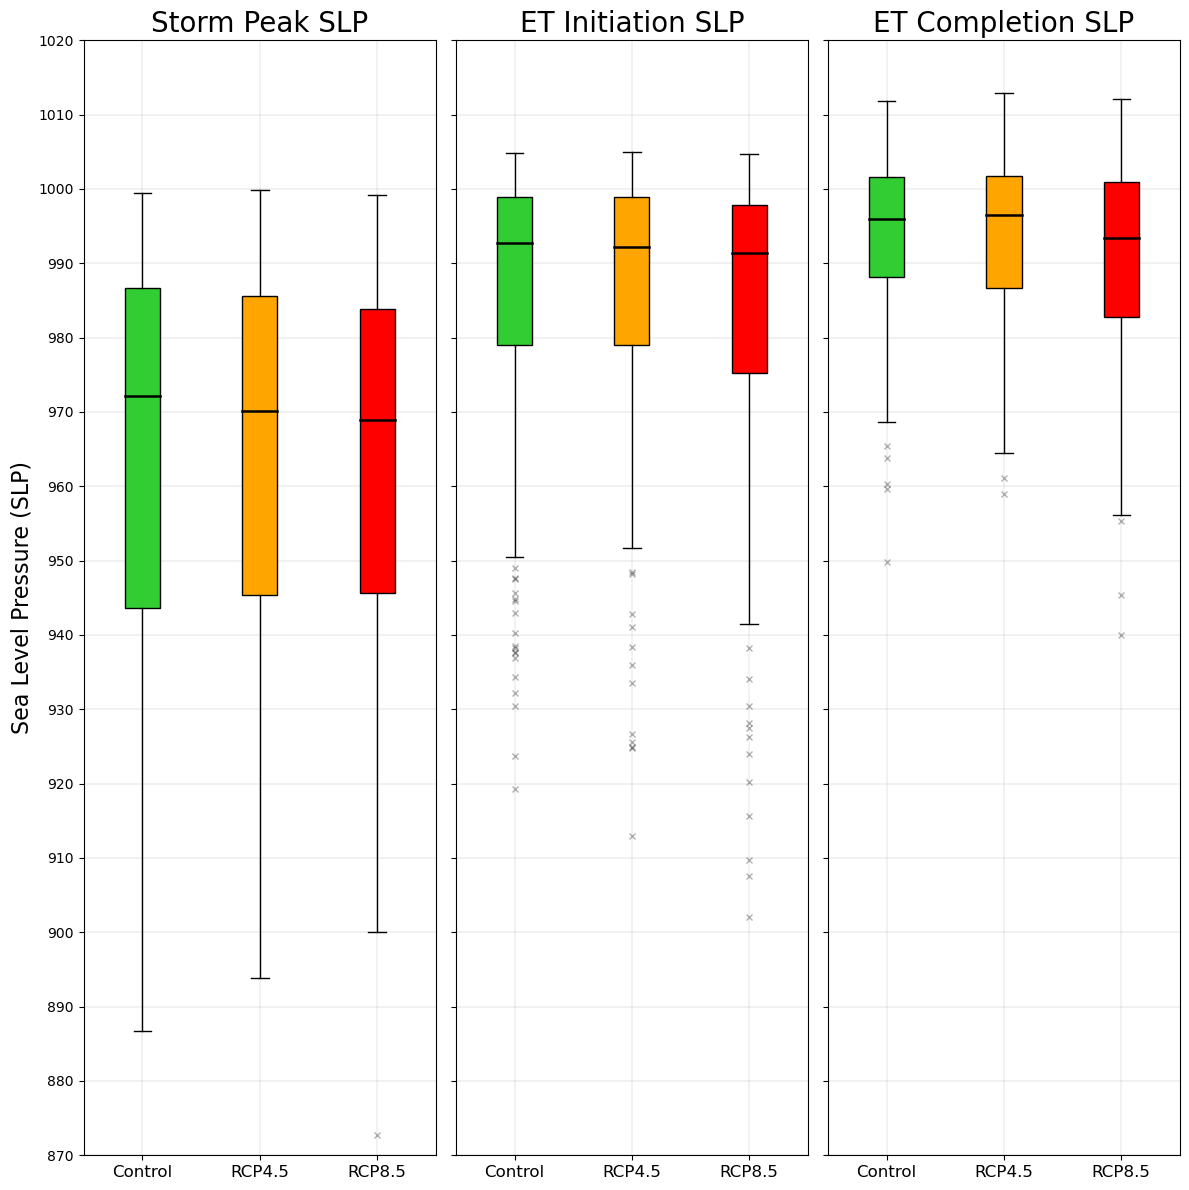 Storm Peak SLP
ET Initiation SLP
ET Completion SLP
Sea Level Pressure (SLP)
1020
1010
1000
990
980
970
960
950
940
930
920
910
900
890
880
870
Control RCP4.5 RCP8.5
Control RCP4.5 RCP8.5
Control RCP4.5 RCP8.5